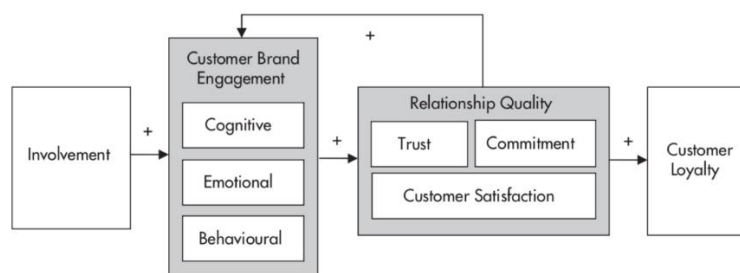 +
Customer Brand
Engagement
Cognitive
Emotional
Behavioural
Involvement
+
+
Relationship Quality
Trust
Commitment
Customer Satisfaction
+
Customer
Loyalty